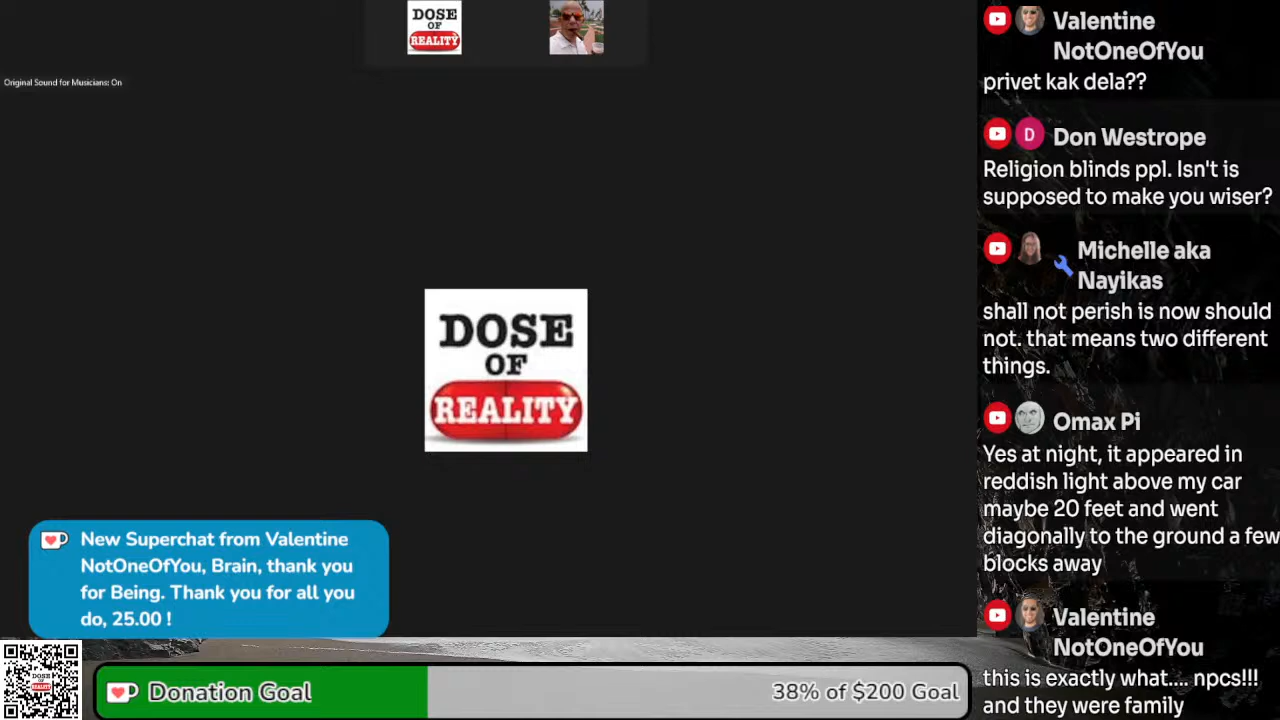 DOSE
OF
REALITY
Original Sound for Musicians: On
DOSE
OF
REALITY
New Superchat from Valentine
NotOneOfYou, Brain, thank you
for Being. Thank you for all you
do, 25.00 !
DOSE
OF
REALITY
Donation Goal
38% of $200 Goal
Valentine
NotOneOfYou
privet kak dela??
D
Don Westrope
Religion blinds ppl. Isn't is
supposed to make you wiser?
Michelle aka
Nayikas
shall not perish is now should
not. that means two different
things.
Omax Pi
Yes at night, it appeared in
reddish light above my car
maybe 20 feet and went
diagonally to the ground a few
blocks away
Valentine
NotOneOfYou
this is exactly what.... npcs!!!
and they were family